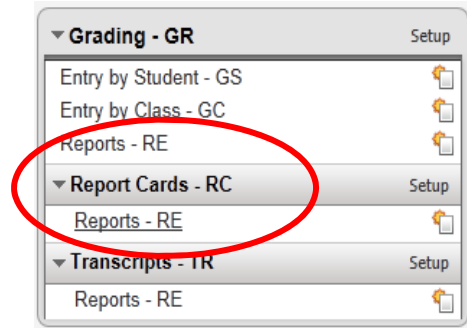 Grading - GR Setup
Entry by Student - GS
Entry by Class - GC
Reports - RE
Report Cards - RC Setup
Reports - RE
Transcripts - TR Setup
Reports - RE